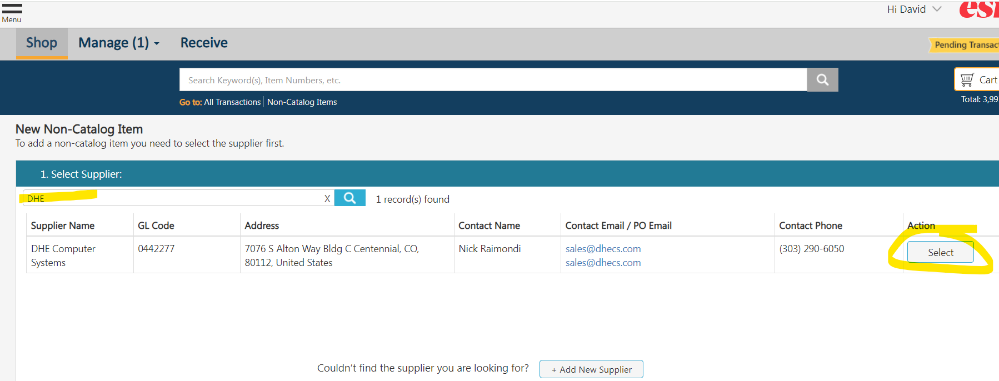 Menu
Hi David
Shop
Manage (1)
Receive
Pending Transac
Search Keyword(s), Item Numbers, etc.
Cart
Go to: All Transactions | Non-Catalog Items
Total: 3,99
New Non-Catalog Item
To add a non-catalog item you need to select the supplier first.
1. Select Supplier:
DHE X
1 record(s) found
Supplier Name GL Code Address Contact Name Contact Email / PO Email Contact Phone Action
DHE Computer Systems
0442277
7076 S Alton Way Bldg C Centennial, CO,
80112, United States
Nick Raimondi
sales@dhecs.com
sales@dhecs.com
(303) 290-6050
Select
Couldn't find the supplier you are looking for?
+ Add New Supplier